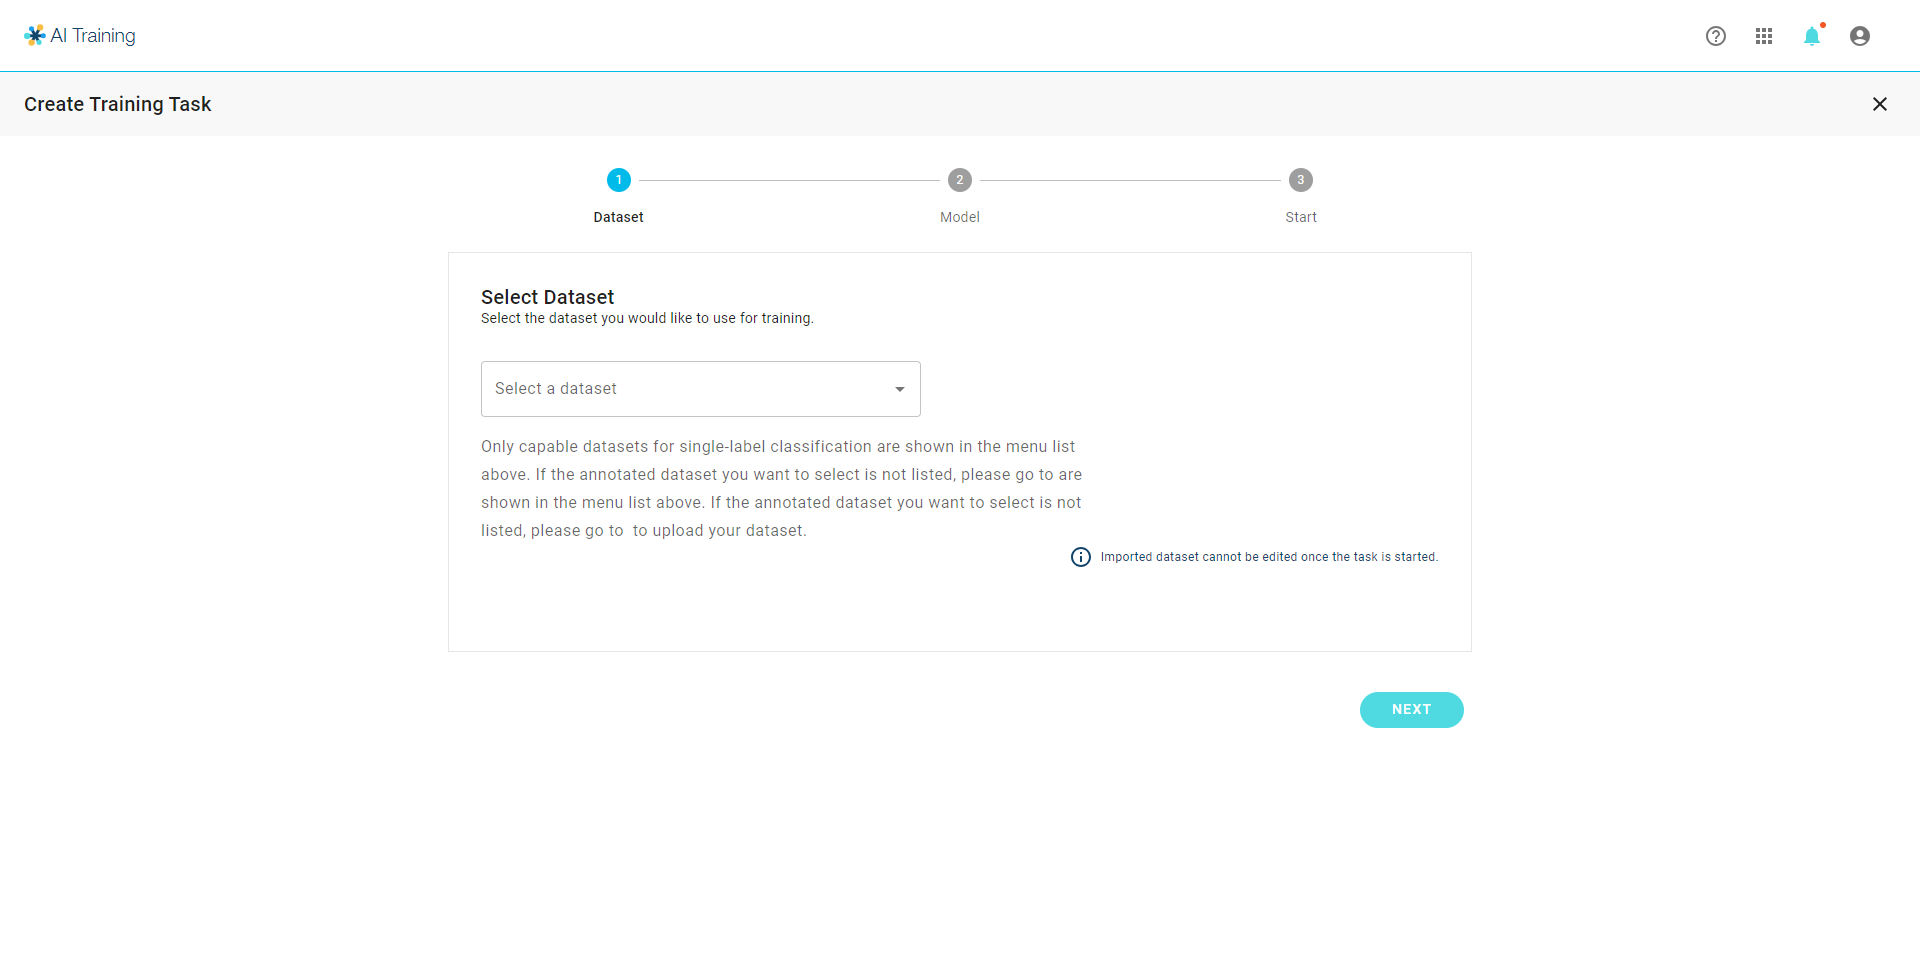 AI Training
Create Training Task
1
2
3
Dataset
Model
Start
Select Dataset
Select the dataset you would like to use for training.
Select a dataset
Only capable datasets for single-label classification are shown in the menu list
above. If the annotated dataset you want to select is not listed, please go to are
shown in the menu list above. If the annotated dataset you want to select is not
listed, please go to  to upload your dataset.
Imported dataset cannot be edited once the task is started.
NEXT